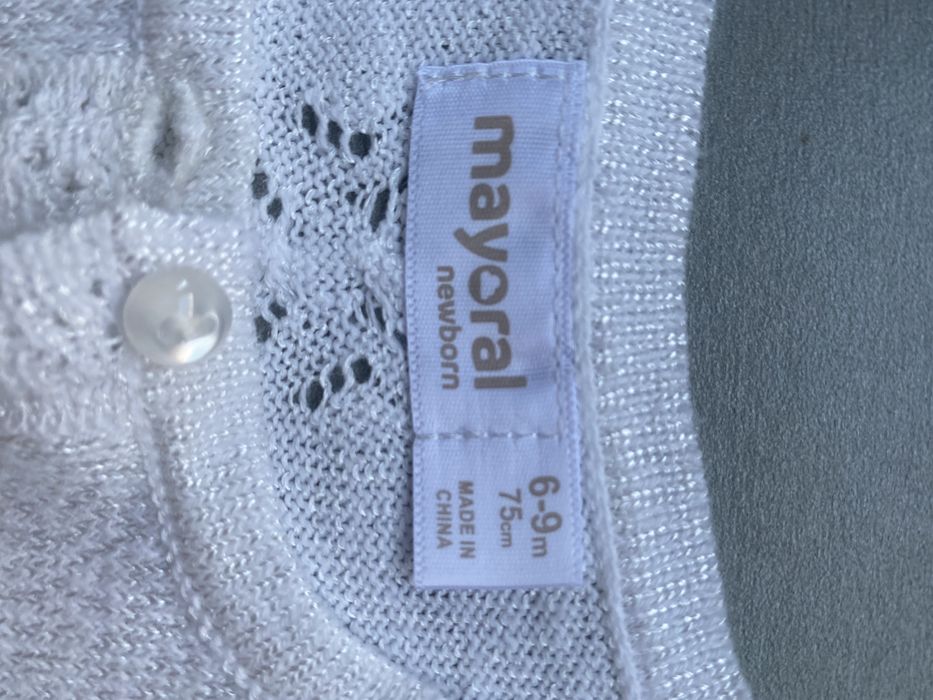 mayoral
newborn
6-9m
75cm
MADE IN
CHINA